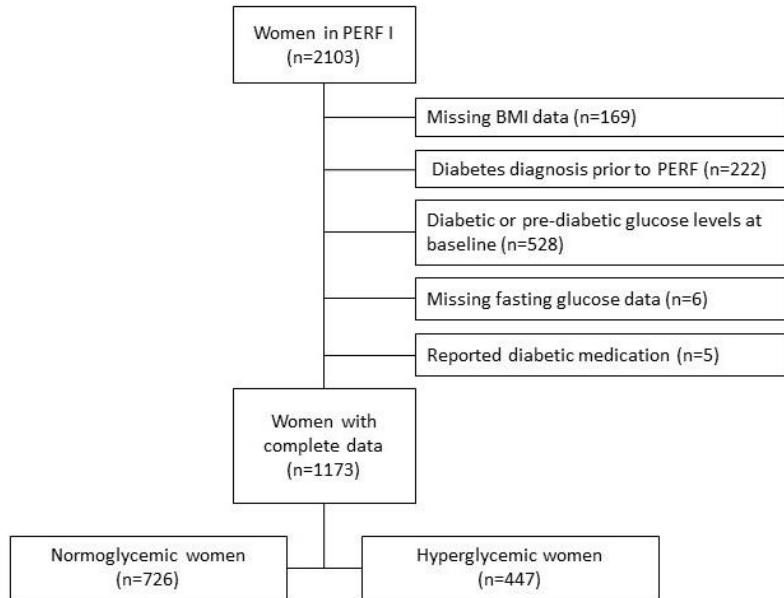 Women in PERF I
(n=2103)
Missing BMI data (n=169)
Diabetes diagnosis prior to PERF (n=222)
Diabetic or pre-diabetic glucose levels at
baseline (n=528)
Missing fasting glucose data (n=6)
Reported diabetic medication (n=5)
Women with
complete data
(n=1173)
Normoglycemic women
(n=726)
Hyperglycemic women
(n=447)